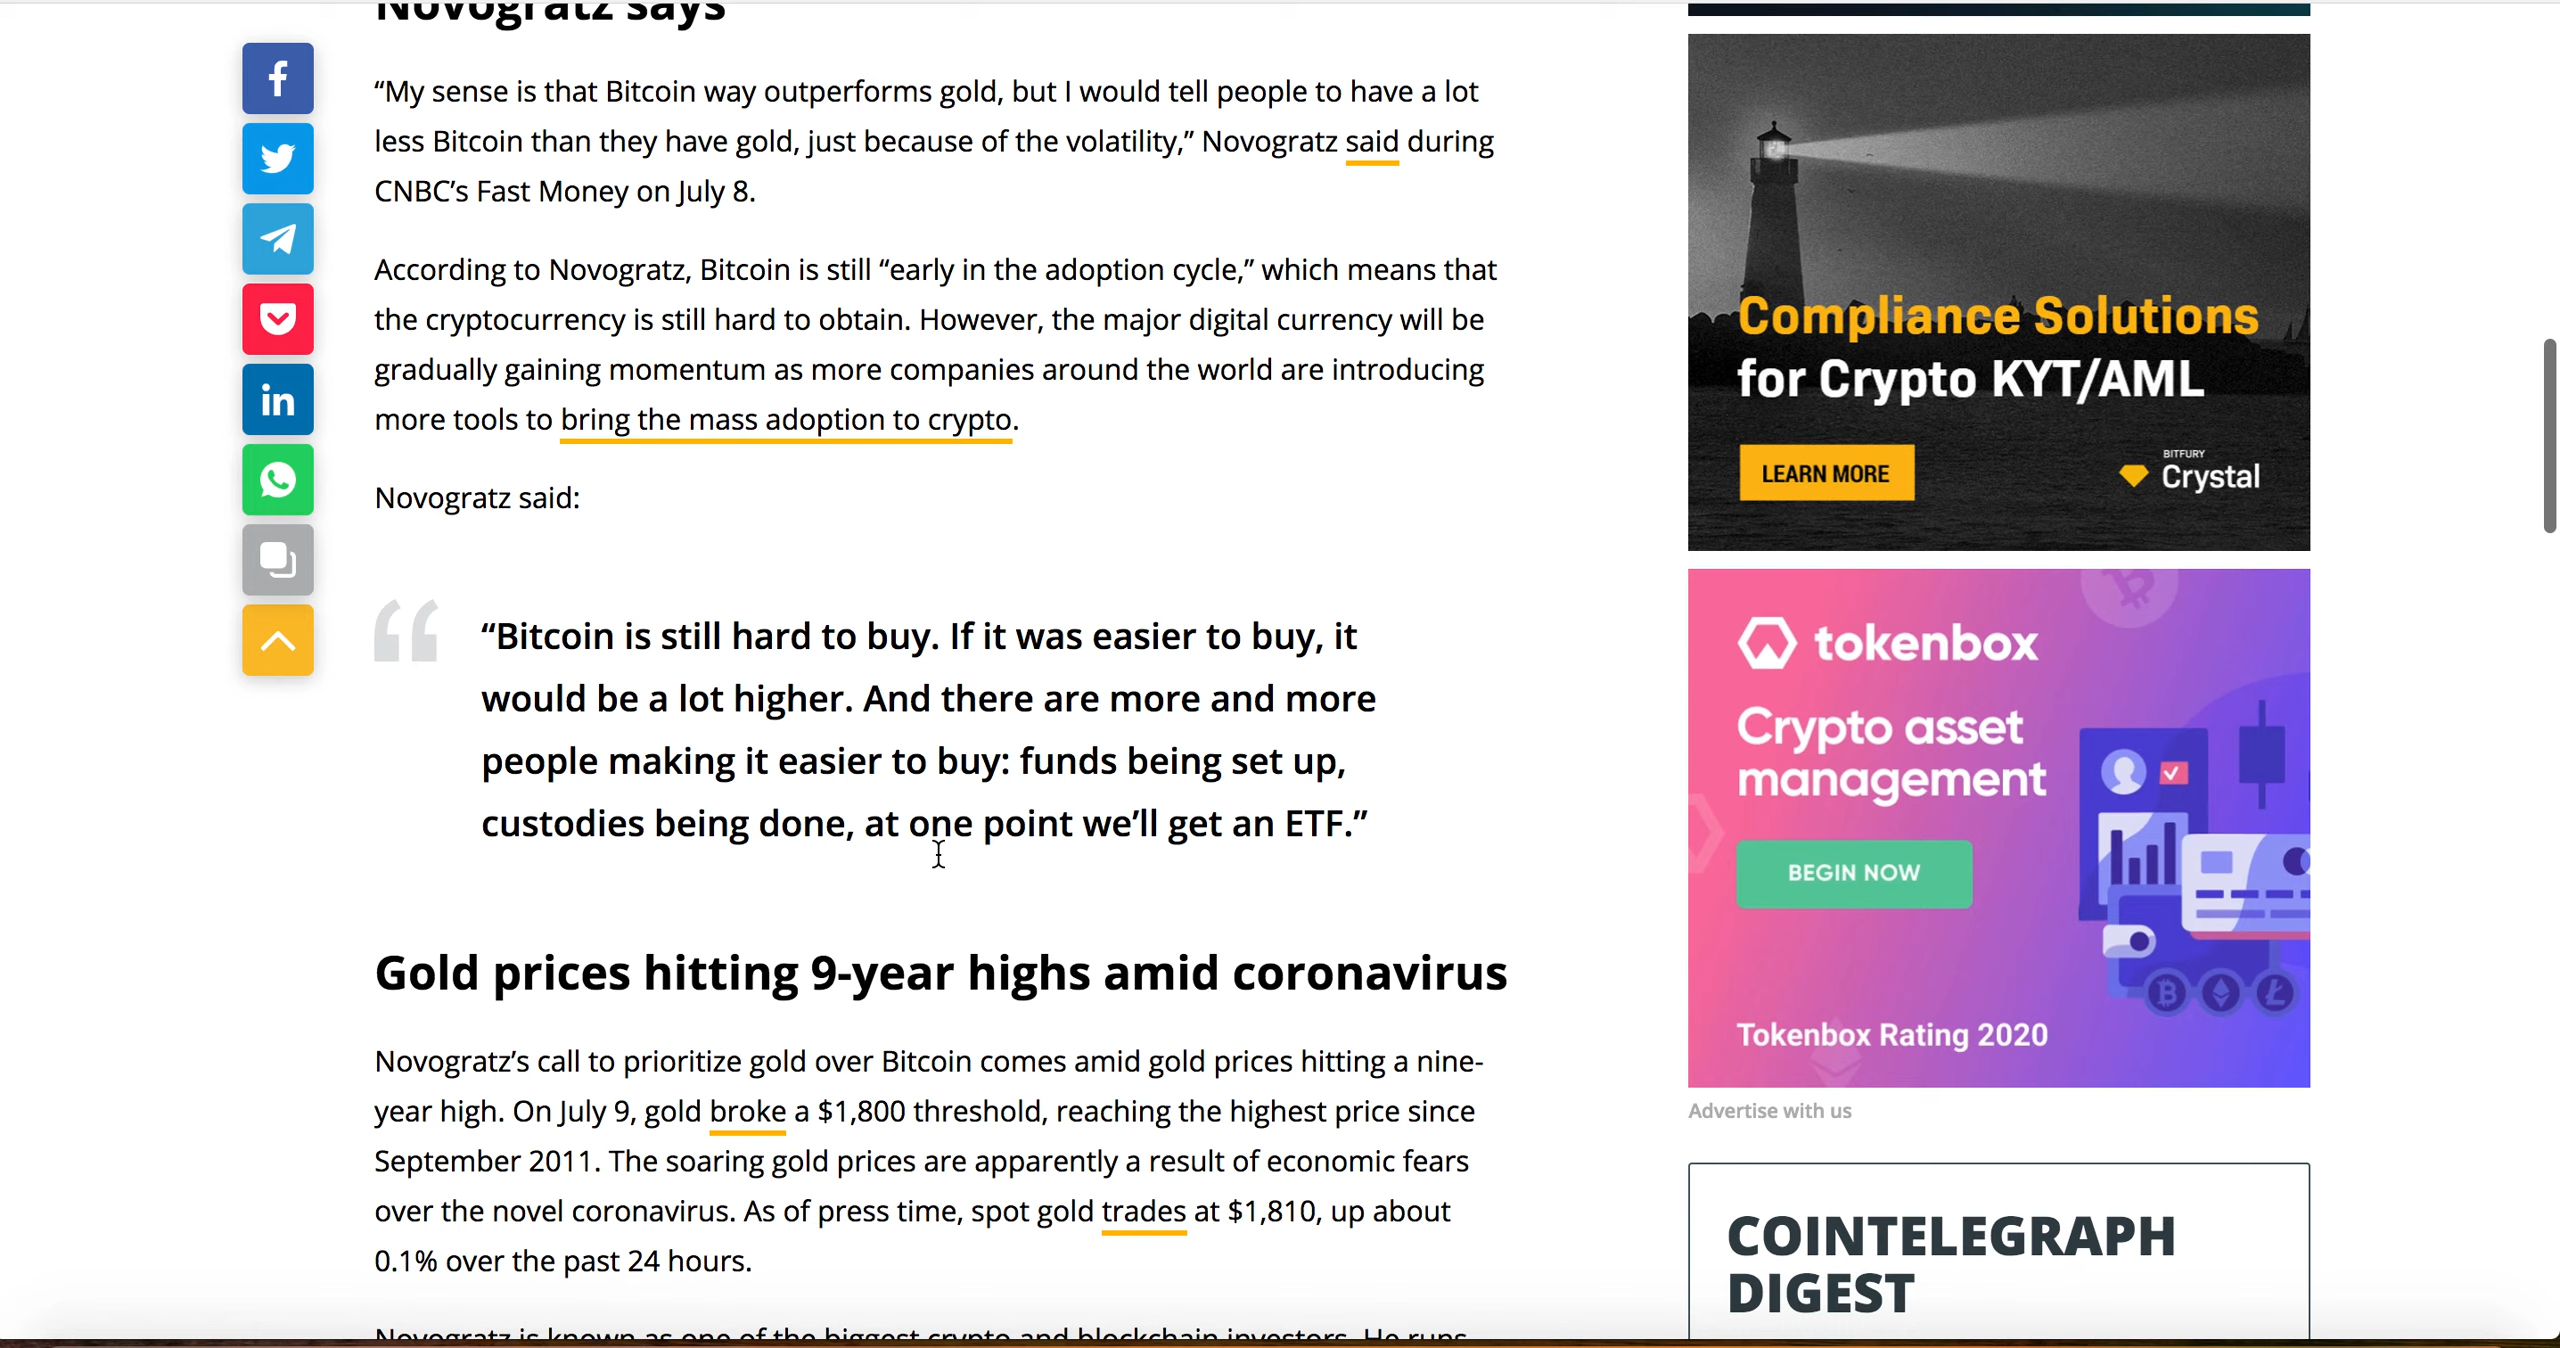 Novogratz says
“My sense is that Bitcoin way outperforms gold, but I would tell people to have a lot
less Bitcoin than they have gold, just because of the volatility,” Novogratz said during
CNBC’s Fast Money on July 8.
According to Novogratz, Bitcoin is still “early in the adoption cycle,” which means that
the cryptocurrency is still hard to obtain. However, the major digital currency will be
gradually gaining momentum as more companies around the world are introducing
more tools to bring the mass adoption to crypto.
Novogratz said:
“Bitcoin is still hard to buy. If it was easier to buy, it
would be a lot higher. And there are more and more
people making it easier to buy: funds being set up,
custodies being done, at one point we’ll get an ETF.”
Gold prices hitting 9-year highs amid coronavirus
Novogratz’s call to prioritize gold over Bitcoin comes amid gold prices hitting a nine-
year high. On July 9, gold broke a $1,800 threshold, reaching the highest price since
September 2011. The soaring gold prices are apparently a result of economic fears
over the novel coronavirus. As of press time, spot gold trades at $1,810, up about
0.1% over the past 24 hours.
Novogratz is known as one of the biggest crypto and blockchain investors. He runs
Compliance Solutions
for Crypto KYT/AML
LEARN MORE
BITFURY
Crystal
tokenbox
Crypto asset
management
BEGIN NOW
Tokenbox Rating 2020
Advertise with us
COINTELEGRAPH
DIGEST